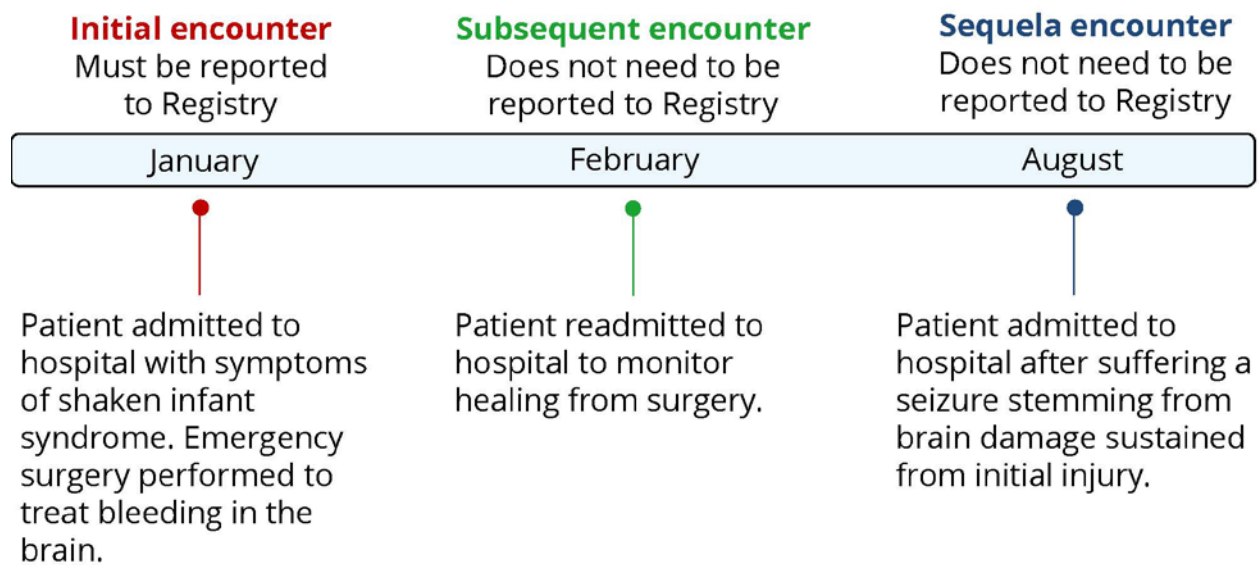 Initial encounter
Must be reported
to Registry
Subsequent encounter
Does not need to be
reported to Registry
Sequela encounter
Does not need to be
reported to Registry
January
February
August
Patient admitted to
hospital with symptoms
of shaken infant
syndrome. Emergency
surgery performed to
treat bleeding in the
brain.
Patient readmitted to
hospital to monitor
healing from surgery.
Patient admitted to
hospital after suffering a
seizure stemming from
brain damage sustained
from initial injury.